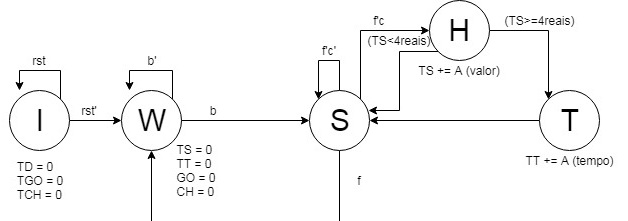 f'c
(TS>=4reais)
H
(TS<4reais)
TS += A (valor)
rst
b'
f'c'
I
rst'
W
b
S
T
TD = 0
TGO = 0
TCH = 0
TS = 0
TT = 0
GO = 0
CH = 0
TT += A (tempo)
f